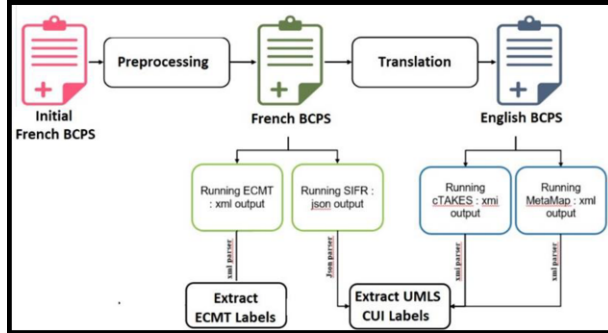 Preprocessing
Translation
Initial
French BCPS
French BCPS
English BCPS
Running ECMT
: xml output
Running SIFR :
json output
Running
cTAKES : xmi
output
Running
MetaMap : xml
output
xml parser
Json parser
xml parser
xml parser
Extract
ECMT Labels
Extract UMLS
CUI Labels